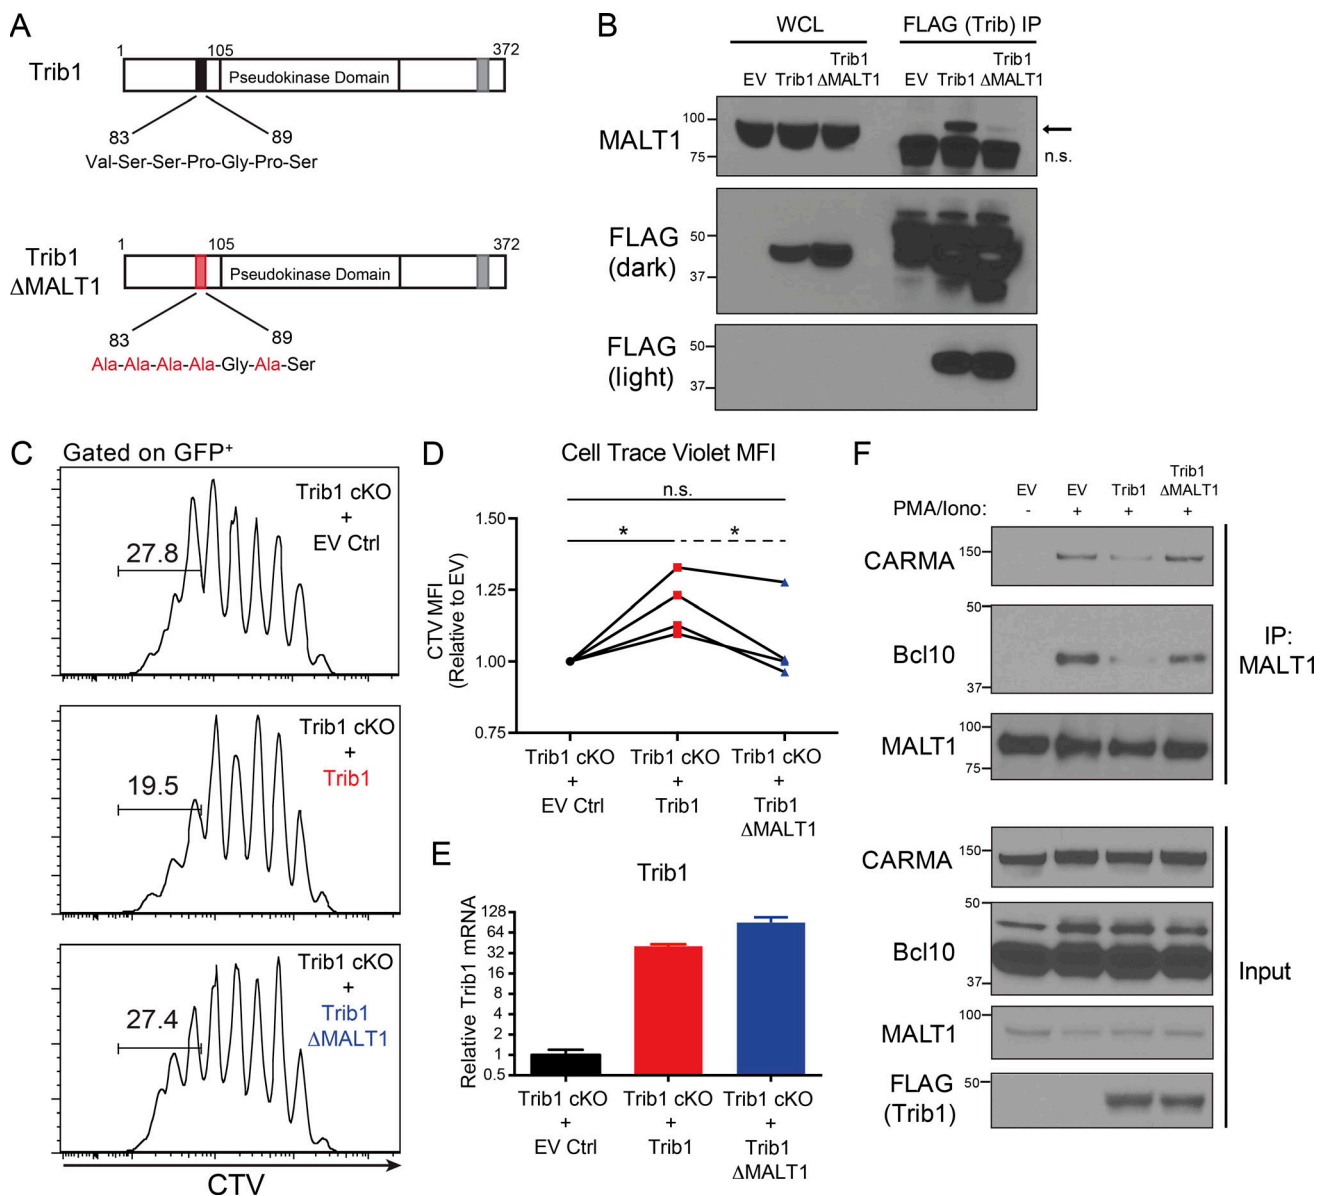 A
1
105
372
Trib1
Pseudokinase Domain
83
89
Val-Ser-Ser-Pro-Gly-Pro-Ser
1
105
372
Trib1
ΔMALT1
Pseudokinase Domain
83
89
Ala-Ala-Ala-Ala-Gly-Ala-Ser
B
WCL
FLAG (Trib) IP
EV Trib1 Trib1 ΔMALT1
EV Trib1 Trib1 ΔMALT1
MALT1
100
75
n.s.
FLAG
(dark)
50
37
FLAG
(light)
50
37
C
Gated on GFP+
Trib1 cKO
+
EV Ctrl
27.8
Trib1 cKO
+
Trib1
19.5
Trib1 cKO
+
Trib1
ΔMALT1
27.4
CTV
D
Cell Trace Violet MFI
n.s.
* *
CTV MFI
(Relative to EV)
1.50
1.25
1.00
0.75
Trib1 cKO
+
EV Ctrl
Trib1 cKO
+
Trib1
Trib1 cKO
+
Trib1
ΔMALT1
E
Trib1
Relative Trib1 mRNA
128
64
32
16
8
4
2
1
0.5
Trib1 cKO
+
EV Ctrl
Trib1 cKO
+
Trib1
Trib1 cKO
+
Trib1
ΔMALT1
F
EV EV Trib1 Trib1 ΔMALT1
PMA/Iono: - + + +
CARMA
150
Bcl10
50
37
MALT1
100
75
IP:
MALT1
CARMA
150
Bcl10
50
37
MALT1
100
FLAG
(Trib1)
50
Input